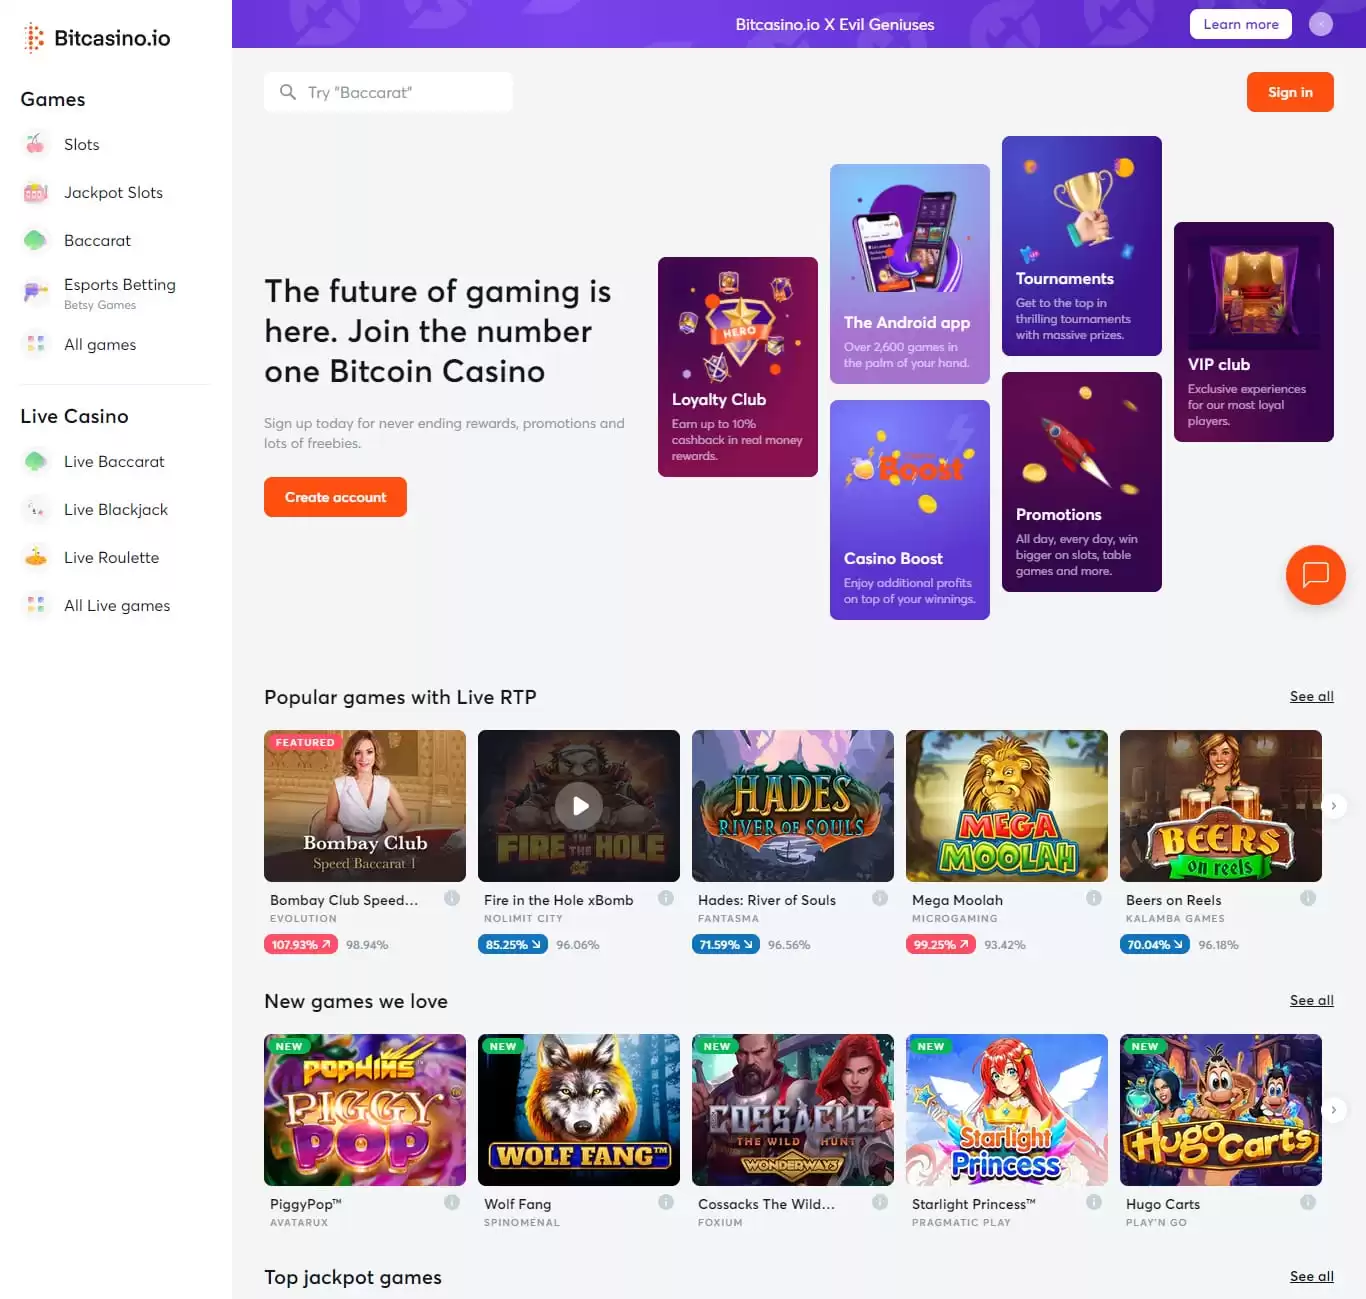 Bitcasino.io
Games
Slots
Jackpot Slots
Baccarat
Esports Betting
Betsy Games
All games
Live Casino
Live Baccarat
Live Blackjack
Live Roulette
All Live games
Bitcasino.io X Evil Geniuses
Learn more
Try "Baccarat"
Sign in
The future of gaming is
here. Join the number
one Bitcoin Casino
Sign up today for never ending rewards, promotions and
lots of freebies.
Create account
HERO
Loyalty Club
Earn up to 10%
cashback in real money
rewards.
The Android app
Over 2,600 games in
the palm of your hand.
Boost
Casino Boost
Enjoy additional profits
on top of your winnings.
Tournaments
Get to the top in
thrilling tournaments
with massive prizes.
Promotions
All day, every day, win
bigger on slots, table
games and more.
VIP club
Exclusive experiences
for our most loyal
players.
Popular games with Live RTP
See all
FEATURED
Bombay Club
Speed Baccarat 1
Bombay Club Speed...
EVOLUTION
107.93% 98.94%
FIRE IN THE HOLE
Fire in the Hole xBomb
NOLIMIT CITY
85.25% 96.06%
HADES
RIVER OF SOULS
Hades: River of Souls
FANTASMA
71.59% 96.56%
MEGA
MOOLAH
Mega Moolah
MICROGAMING
99.25% 93.42%
BEERS
on reels
Beers on Reels
KALAMBA GAMES
70.04% 96.18%
New games we love
See all
NEW
POPWINS™
PIGGY
POP
PiggyPop™
AVATARUX
NEW
WOLF FANG™
Wolf Fang
SPINOMENAL
NEW
COSSACKS
THE WILD HUNT
WONDERWAYS
Cossacks The Wild...
FOXIUM
NEW
Starlight
Princess
Starlight Princess™
PRAGMATIC PLAY
NEW
Hugo Carts
Hugo Carts
PLAY'N GO
Top jackpot games
See all